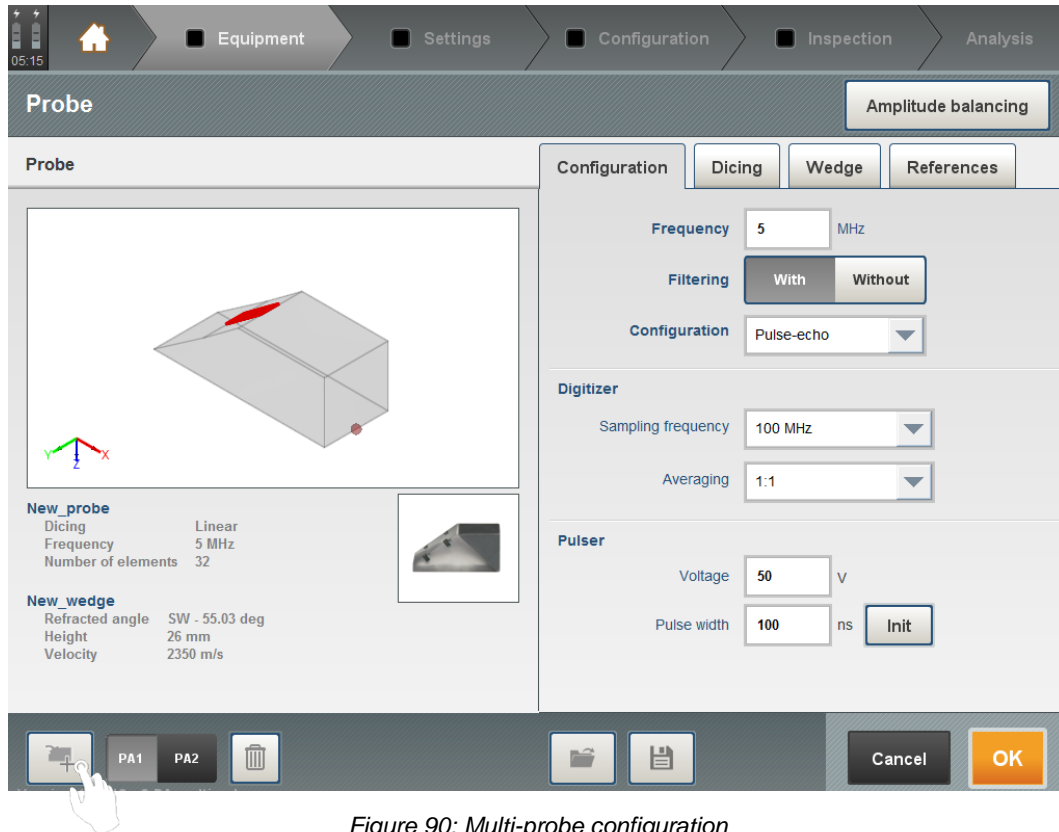 05:15
Equipment
Settings
Configuration
Inspection
Analysis
Probe
Amplitude balancing
Probe
Configuration
Dicing
Wedge
References
Y
Z
X
New_probe
Dicing Linear
Frequency 5 MHz
Number of elements 32
New_wedge
Refracted angle SW - 55.03 deg
Height 26 mm
Velocity 2350 m/s
Frequency 5 MHz
Filtering With Without
Configuration Pulse-echo
Digitizer
Sampling frequency 100 MHz
Averaging 1:1
Pulser
Voltage 50 V
Pulse width 100 ns Init
PA1
PA2
Cancel
OK
Figure 90: Multi-probe configuration